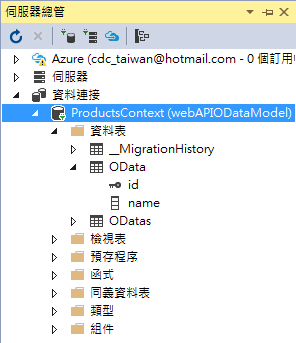 伺服器總管
Azure (cdc_taiwan@hotmail.com - 0 個訂用
伺服器
資料連接
ProductsContext (webAPIODataModel)
資料表
__MigrationHistory
OData
id
name
ODatas
檢視表
預存程序
函式
同義資料表
類型
組件